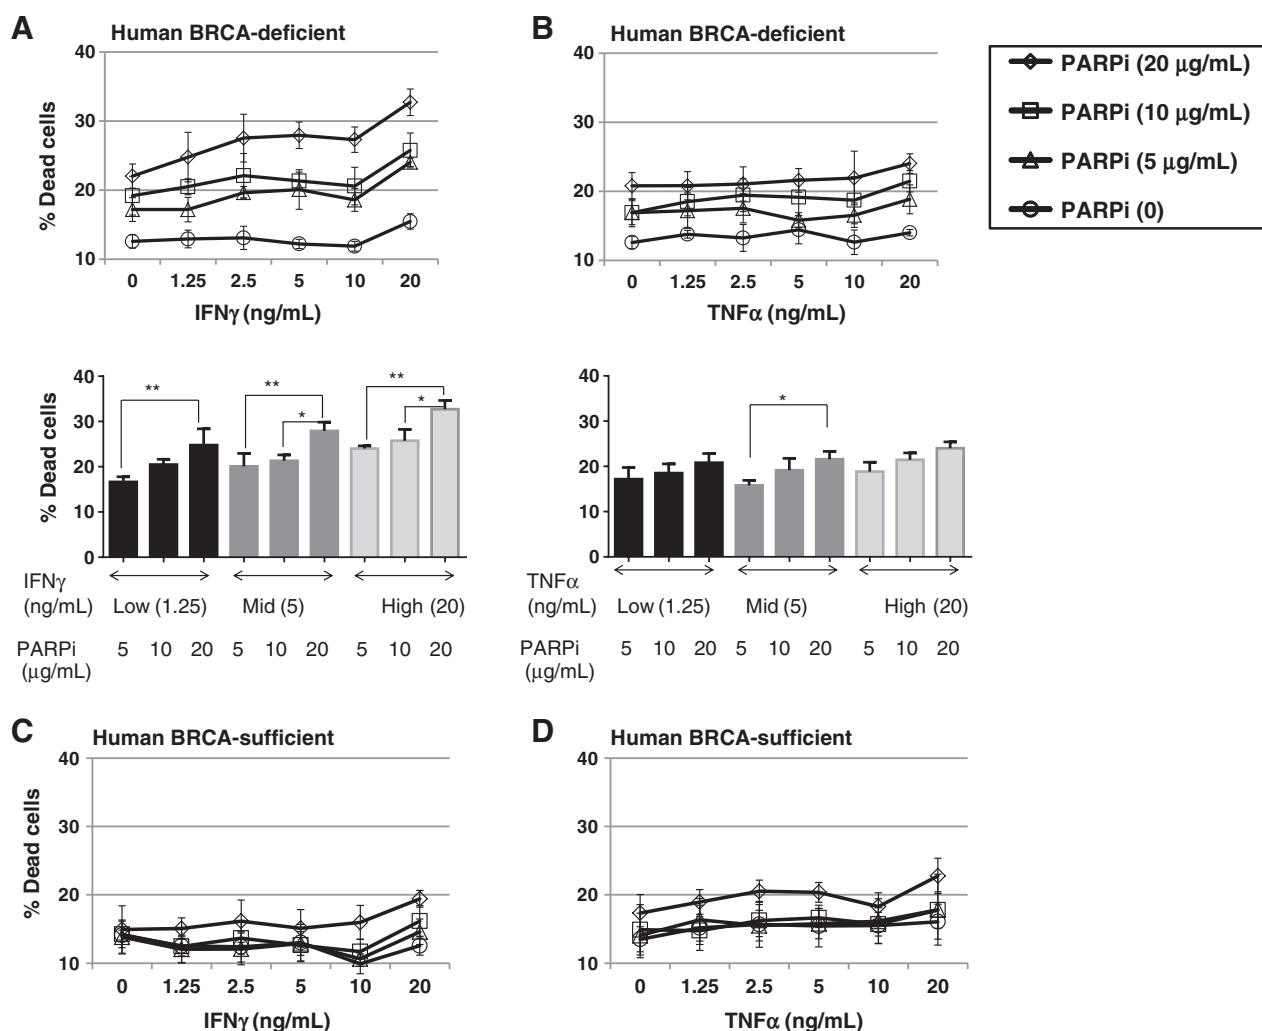 A
Human BRCA-deficient
40
30
20
10
% Dead cells
0 1.25 2.5 5 10 20
IFNγ (ng/mL)
B
Human BRCA-deficient
40
30
20
10
0 1.25 2.5 5 10 20
TNFα (ng/mL)
PARPi (20 μg/mL)
PARPi (10 μg/mL)
PARPi (5 μg/mL)
PARPi (0)
40
30
20
10
0
% Dead cells
** ** * ** *
IFNγ
(ng/mL) Low (1.25) Mid (5) High (20)
PARPi 5 10 20 5 10 20 5 10 20
(μg/mL)
40
30
20
10
0
*
TNFα
(ng/mL) Low (1.25) Mid (5) High (20)
PARPi 5 10 20 5 10 20 5 10 20
(μg/mL)
C
Human BRCA-sufficient
40
30
20
10
% Dead cells
0 1.25 2.5 5 10 20
IFNγ (ng/mL)
D
Human BRCA-sufficient
40
30
20
10
0 1.25 2.5 5 10 20
TNFα (ng/mL)